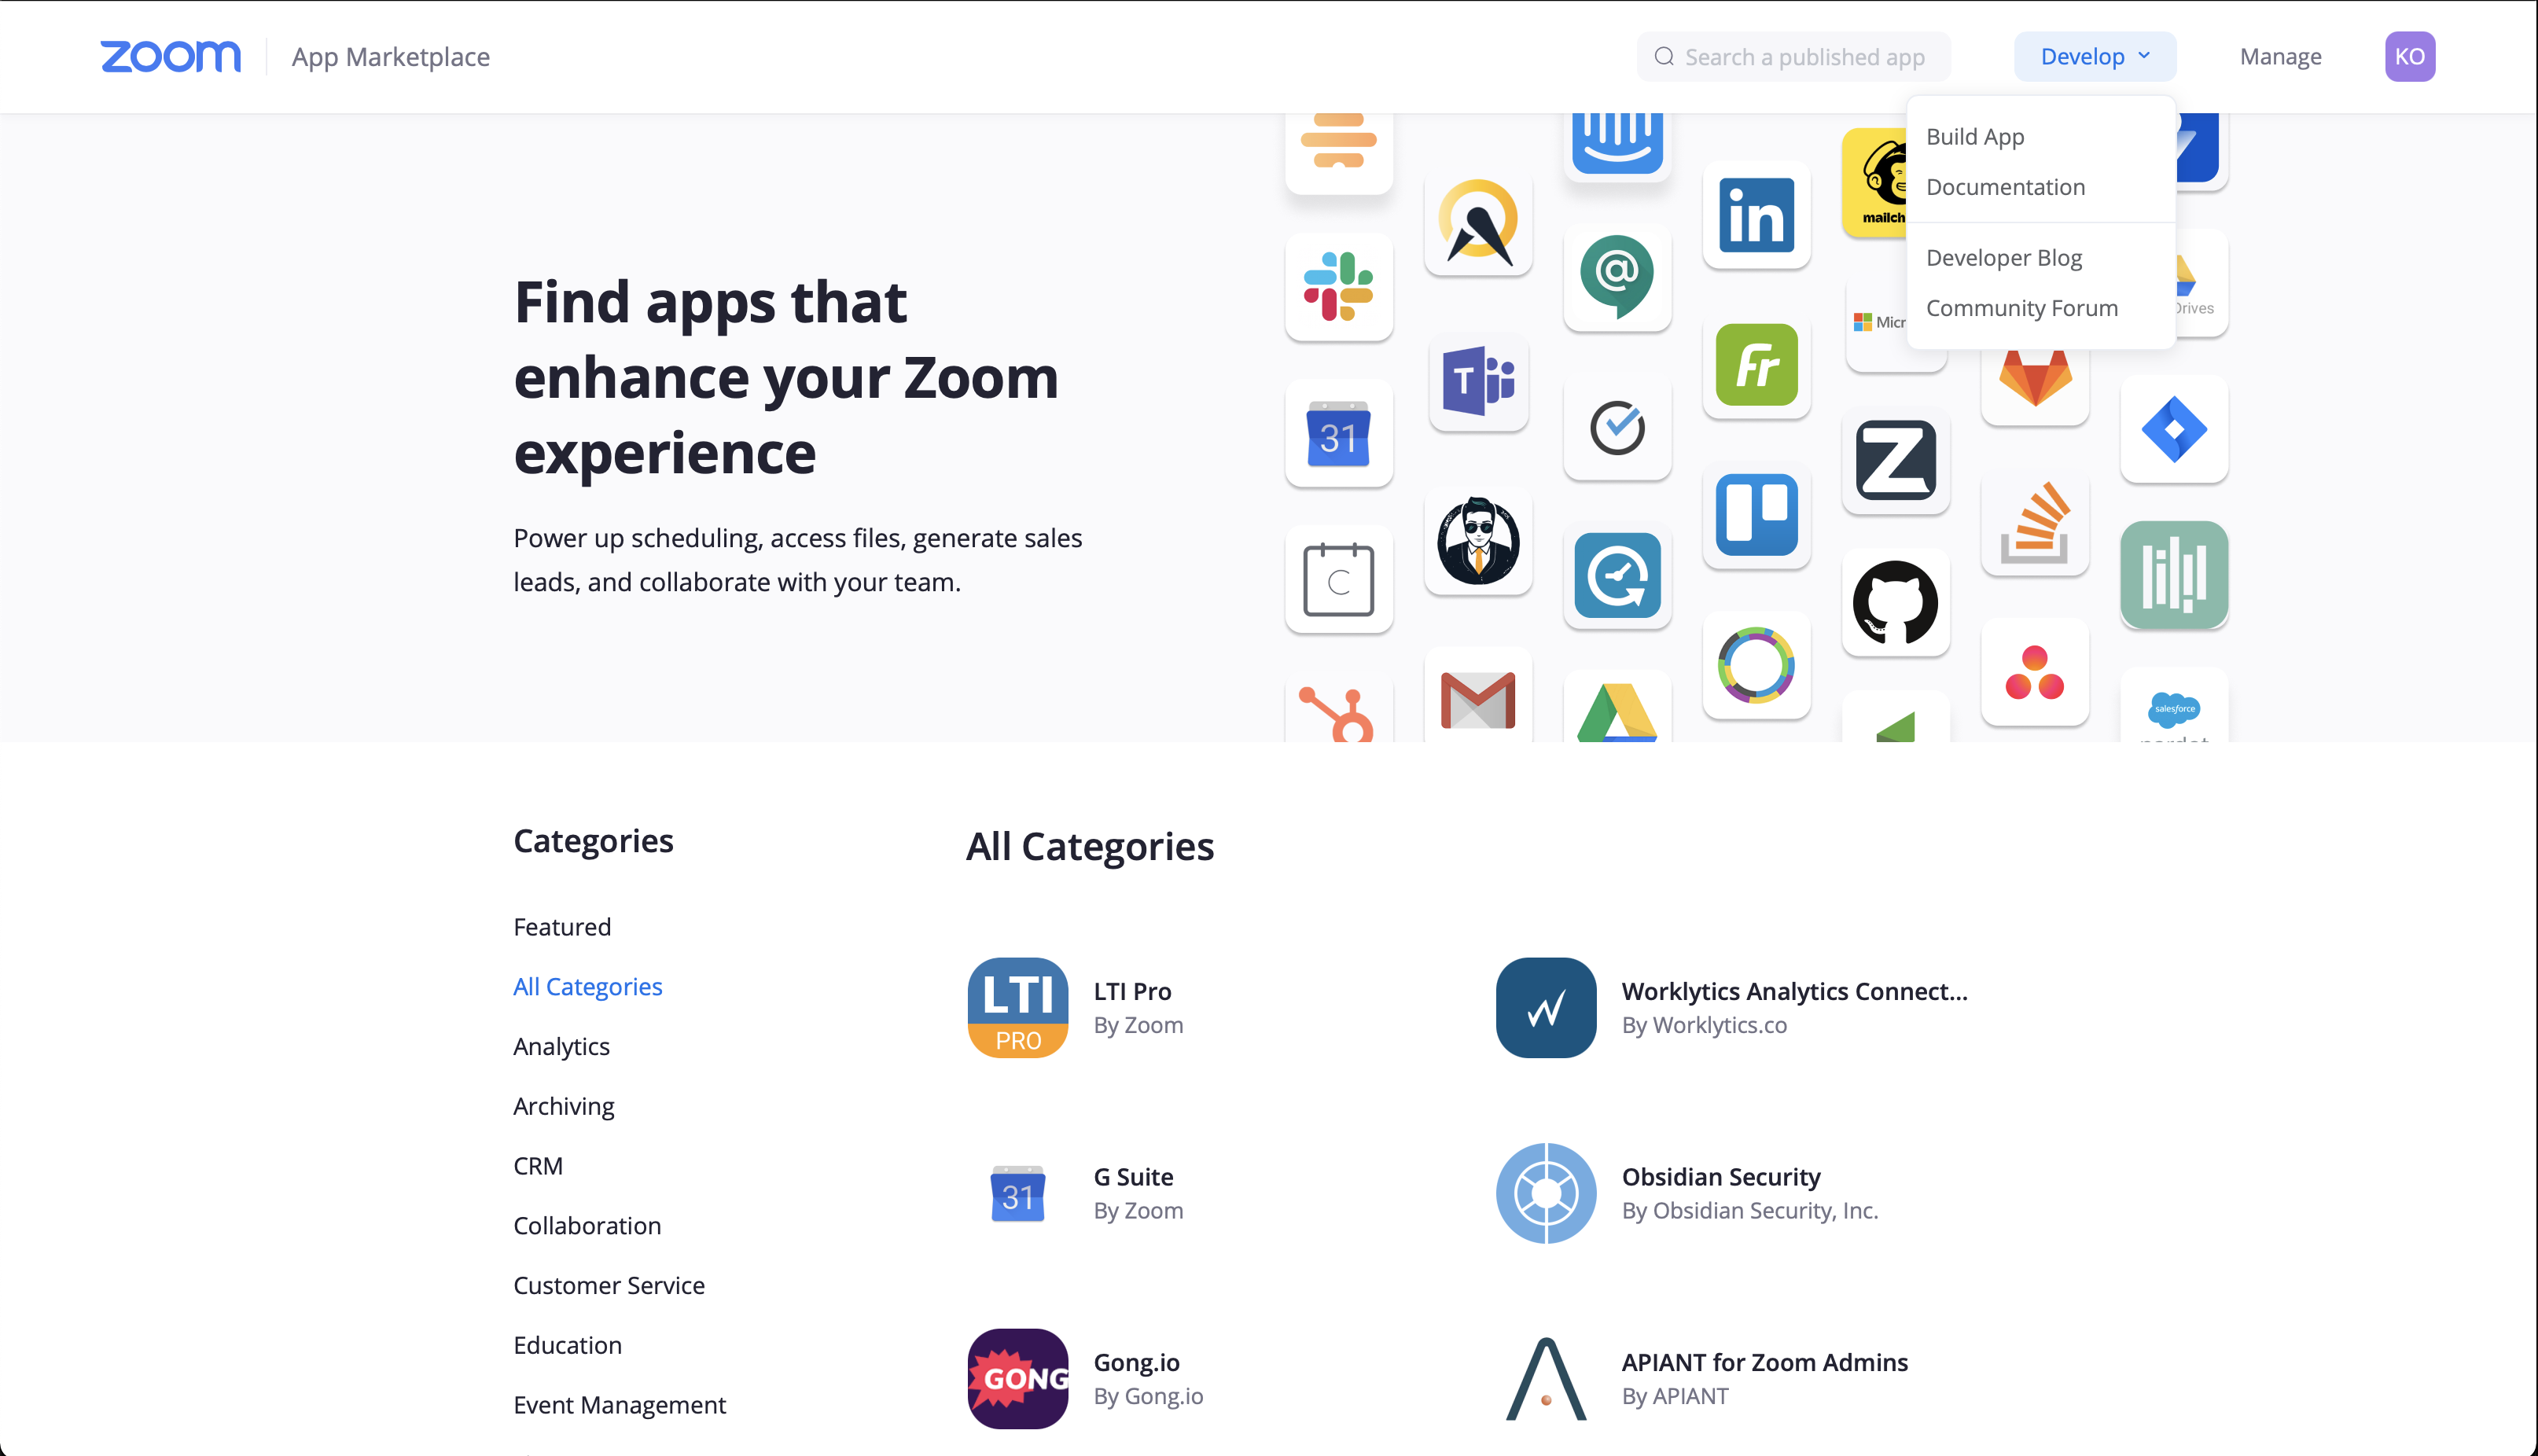 zoom
App Marketplace
Search a published app
Develop
Manage
KO
Build App
Documentation
Developer Blog
Community Forum
Find apps that
enhance your Zoom
experience
Power up scheduling, access files, generate sales
leads, and collaborate with your team.
in
mailch
@
Micr
Drives
T
Fr
31
Z
C
salesforce
Categories
Featured
All Categories
Analytics
Archiving
CRM
Collaboration
Customer Service
Education
Event Management
All Categories
LTI
PRO
LTI Pro
By Zoom
Worklytics Analytics Connect...
By Worklytics.co
31
G Suite
By Zoom
Obsidian Security
By Obsidian Security, Inc.
GONG
Gong.io
By Gong.io
APIANT for Zoom Admins
By APIANT